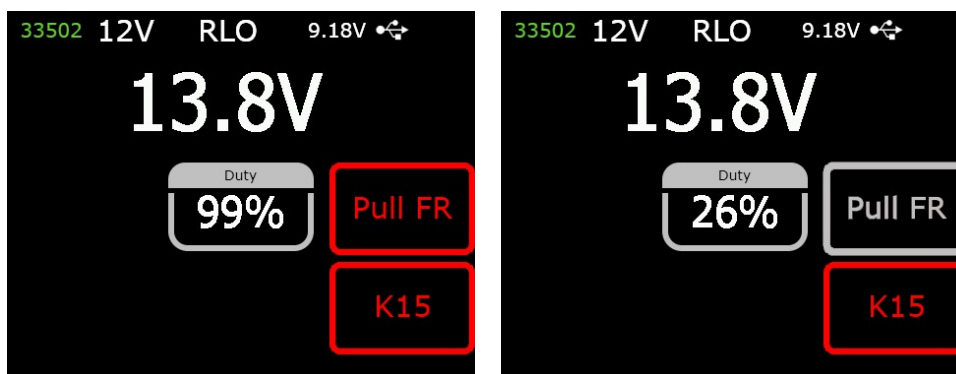 33502 12V RLO 9.18V
13.8V
Duty
99%
Pull FR
K15
33502 12V RLO 9.18V
13.8V
Duty
26%
Pull FR
K15